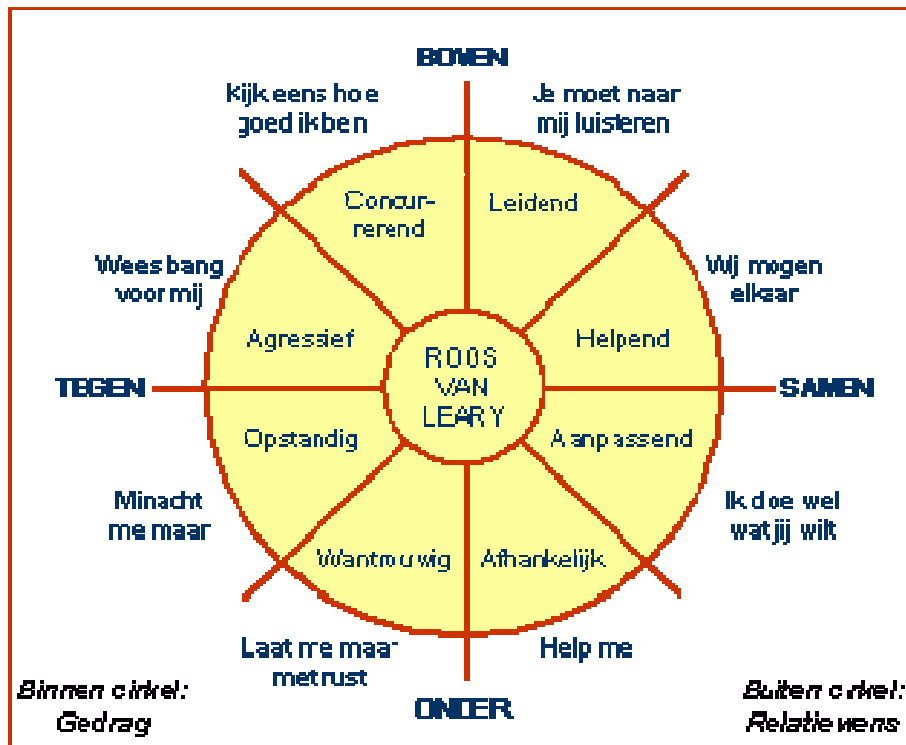 BOVEN
Kijk eens hoe
goed ik ben
Je moet naar
mij luisteren
Concur-
rerend
Leidend
Wees bang
voor mij
Wij mogen
elkaar
Agressief
Helpend
ROOS
VAN
LEARY
TEGEN
SAMEN
Opstandig
Aanpassend
Minacht
me maar
Ik doe wel
wat jij wilt
Wantrouwig
Afhankelijk
Laat me maar
met rust
Help me
ONDER
Binnen cirkel:
Gedrag
Buiten cirkel:
Relatiewens